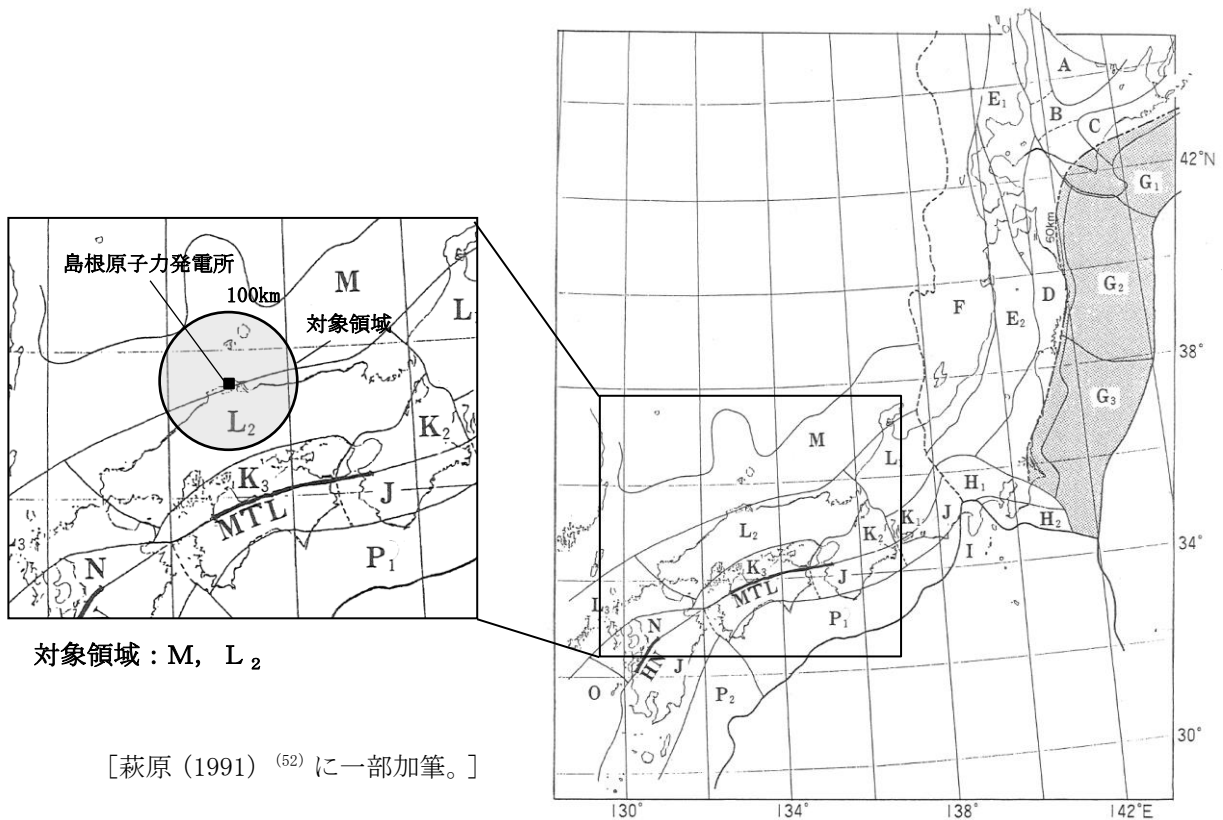 島根原子力発電所
100km
対象領域
M
L
L₂
K₂
K₃
J
MTL
N
P₁
対象領域:M, L₂
[萩原 (1991) (52) に一部加筆。]
A
E₁
B
C
42°N
G₁
60km
G₂
D
F
E₂
38°
G₃
M
L
H₁
H₂
L₂
K₂
K₁
J
I
34°
K₃
MTL
J
L₃
N
P₁
HN
J
O
P₂
30°
130°
134°
138°
142°E